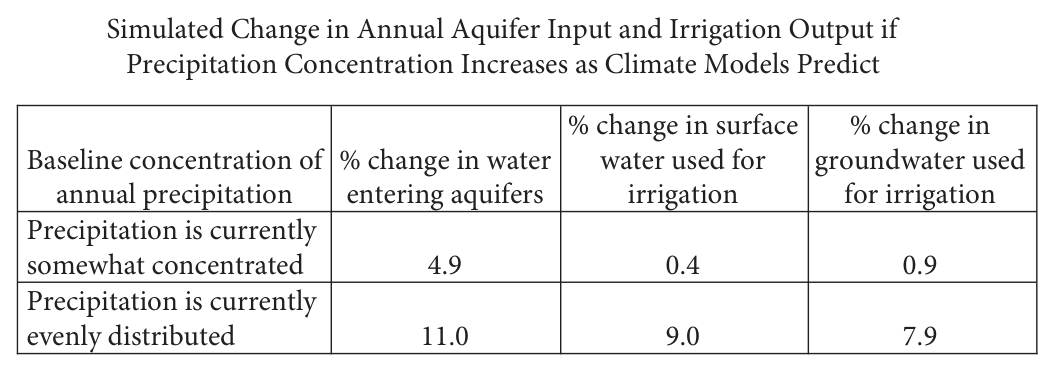 Simulated Change in Annual Aquifer Input and Irrigation Output if
Precipitation Concentration Increases as Climate Models Predict
Baseline concentration of
annual precipitation
% change in water
entering aquifers
% change in surface
water used for
irrigation
% change in
groundwater used
for irrigation
Precipitation is currently
somewhat concentrated
4.9
0.4
0.9
Precipitation is currently
evenly distributed
11.0
9.0
7.9